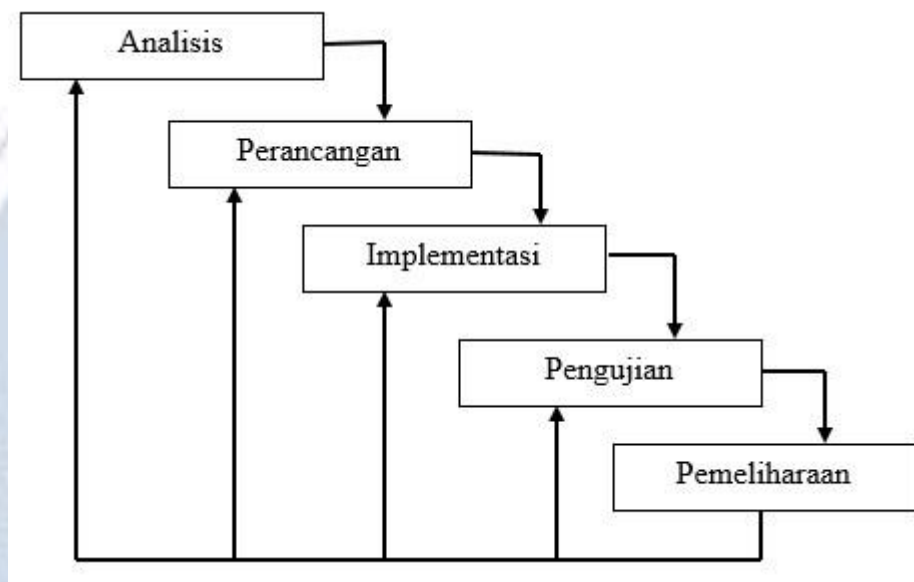 Analisis
Perancangan
Implementasi
Pengujian
Pemeliharaan